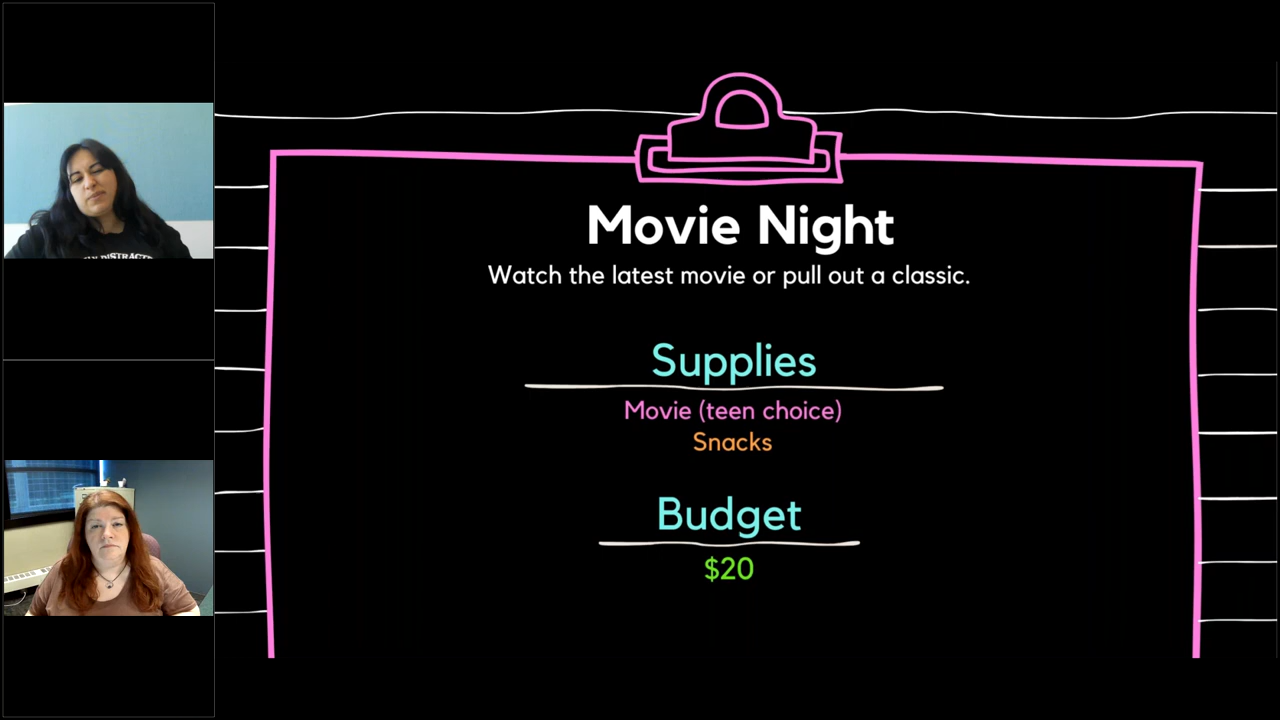 Movie Night
Watch the latest movie or pull out a classic.
Supplies
Movie (teen choice)
Snacks
Budget
$20